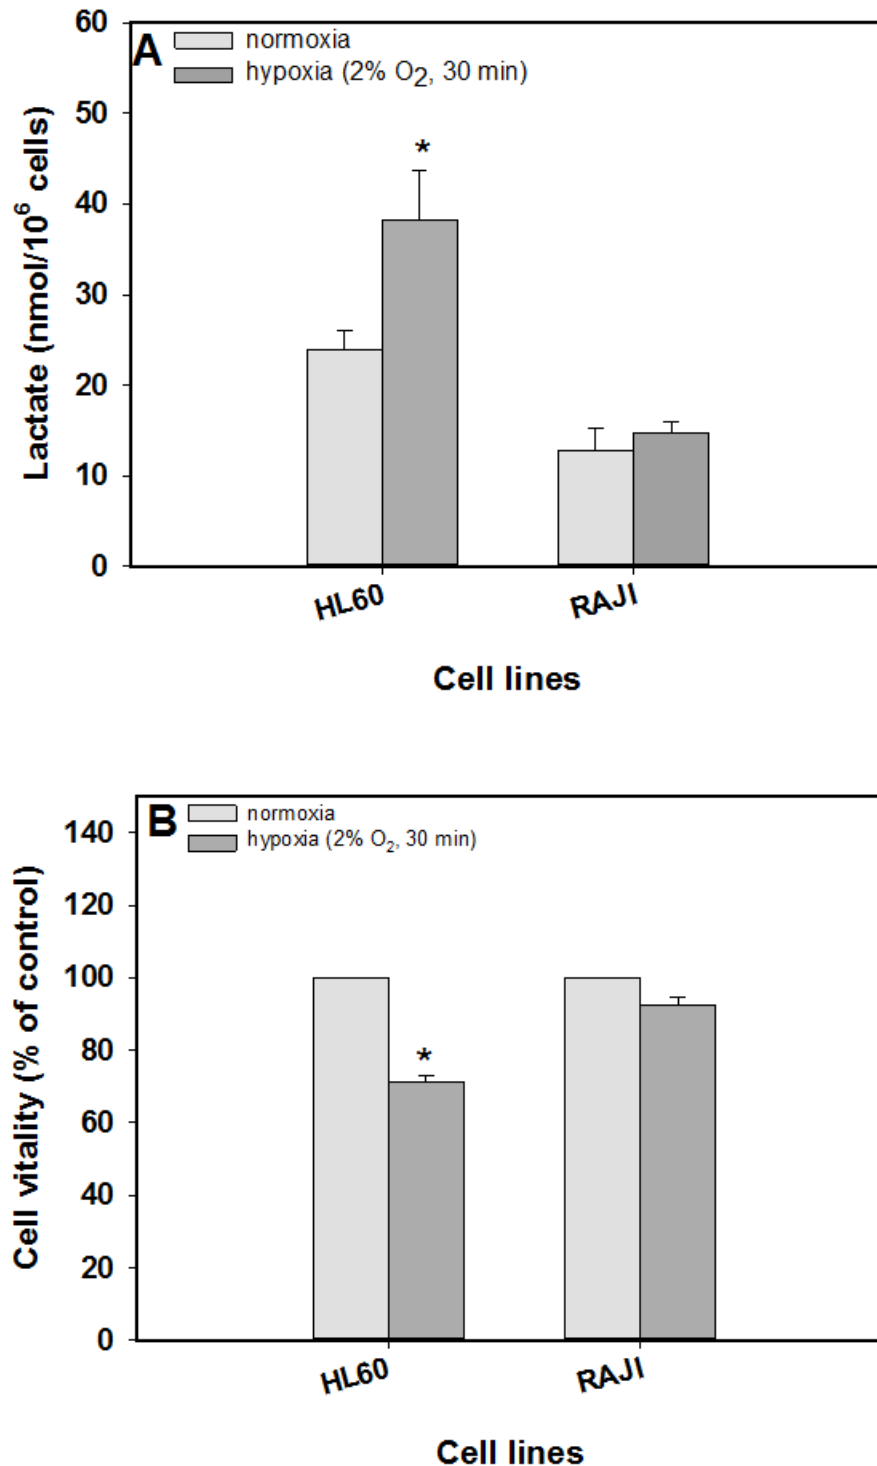 A
normoxia
hypoxia (2% O2, 30 min)
Lactate (nmol/10⁶ cells)
60
50
40
30
20
10
0
*
HL60
RAJI
Cell lines
B
normoxia
hypoxia (2% O₂, 30 min)
Cell vitality (% of control)
140
120
100
80
60
40
20
0
*
HL60
RAJI
Cell lines